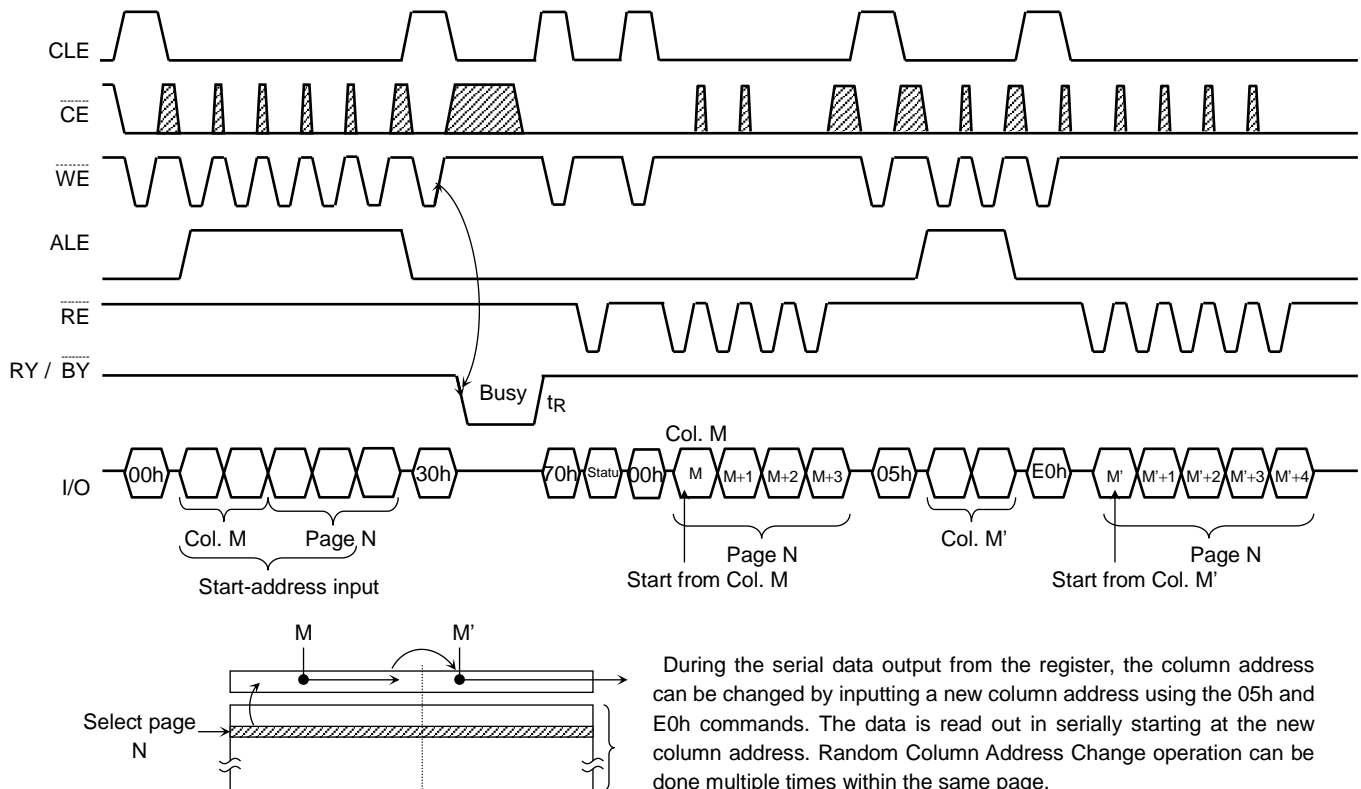 CLE
CE
WE
ALE
RE
RY / BY
Busy
tR
Col. M
I/O
00h
30h
70h
Statu
00h
M
M+1
M+2
M+3
05h
E0h
M'
M'+1
M'+2
M'+3
M'+4
Col. M
Page N
Page N
Col. M’
Page N
Start-address input
Start from Col. M
Start from Col. M’
M
M’
Select page
N
During the serial data output from the register, the column address
can be changed by inputting a new column address using the 05h and
E0h commands. The data is read out in serially starting at the new
column address. Random Column Address Change operation can be
done multiple times within the same page.